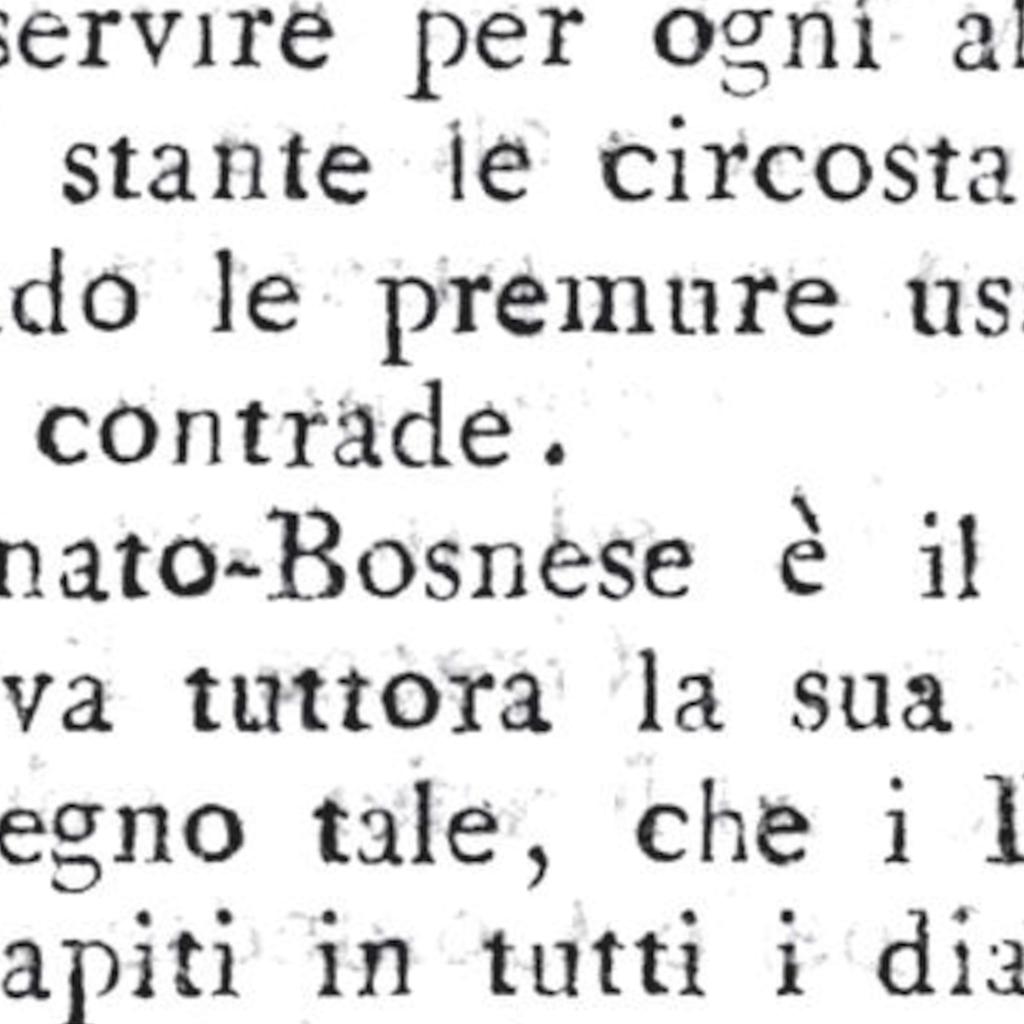 servire per ogni al
stante le circosta
do le premure us
contrade.
nato-Bosnese è il
va tuttora la sua
egno tale, che i l
apiti in tutti i dia